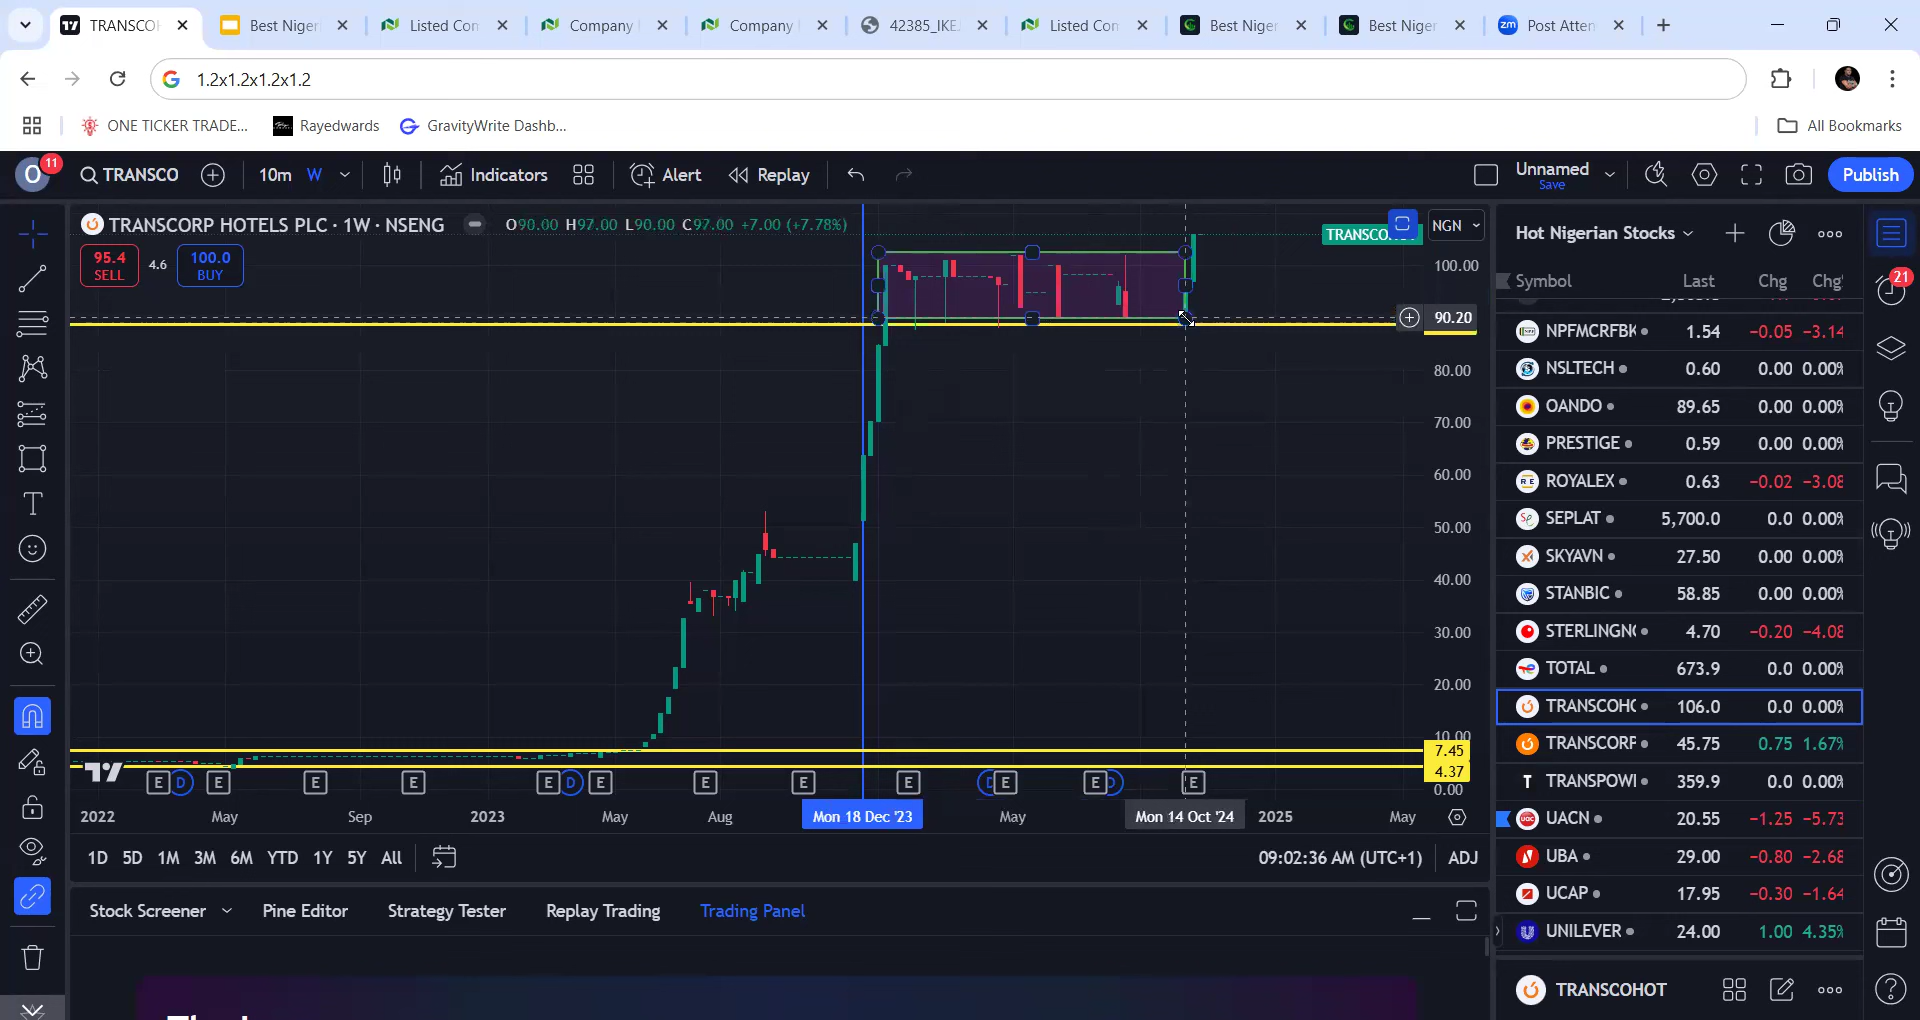 TRANSCO
Best Niger
Listed Con
Company
Company
42385_IKE
Listed Con
Best Niger
Best Niger
zm Post Atten
1.2x1.2x1.2x1.2
ONE TICKER TRADE...
Rayedwards
GravityWrite Dashb...
All Bookmarks
O 11
TRANSCO
10m W
Indicators
Alert
Replay
Unnamed
Save
Publish
TRANSCORP HOTELS PLC · 1W · NSENG
O90.00 H97.00 L90.00 C97.00 +7.00 (+7.78%)
95.4
SELL
4.6
100.0
BUY
TRANSCO
NGN
100.00
90.20
80.00
70.00
60.00
50.00
40.00
30.00
20.00
10.00
7.45
4.37
0.00
E D E E E E D E E E E D E E D E
2022 May Sep 2023 May Aug Mon 18 Dec '23 May Mon 14 Oct '24 2025 May
1D 5D 1M 3M 6M YTD 1Y 5Y All
09:02:36 AM (UTC+1) ADJ
Stock Screener
Pine Editor
Strategy Tester
Replay Trading
Trading Panel
Hot Nigerian Stocks
21
Symbol Last Chg Chg%
NPFMCRFBK 1.54 −0.05 −3.14
NSLTECH 0.60 0.00 0.00%
OANDO 89.65 0.00 0.00%
PRESTIGE 0.59 0.00 0.00%
ROYALEX 0.63 −0.02 −3.08
SEPLAT 5,700.0 0.0 0.00%
SKYAVN 27.50 0.00 0.00%
STANBIC 58.85 0.00 0.00%
STERLINGN 4.70 −0.20 −4.08
TOTAL 673.9 0.0 0.00%
TRANSCOHO 106.0 0.0 0.00%
TRANSCORP 45.75 0.75 1.67%
T TRANSPOW 359.9 0.0 0.00%
UACN 20.55 −1.25 −5.73
UBA 29.00 −0.80 −2.68
UCAP 17.95 −0.30 −1.64
UNILEVER 24.00 1.00 4.35%
TRANSCOHOT